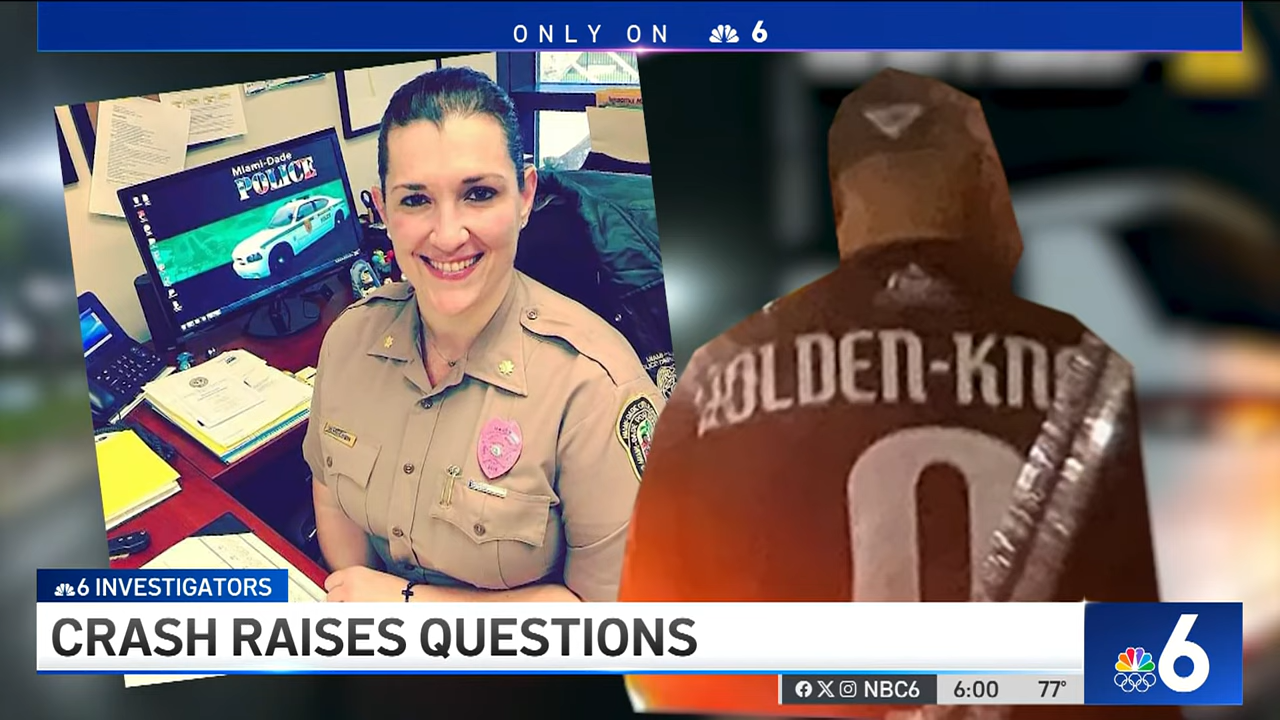 ONLY ON 6
Miami-Dade
POLICE
OLDEN-KN
0
6 INVESTIGATORS
CRASH RAISES QUESTIONS
NBC6
6:00
77°
6